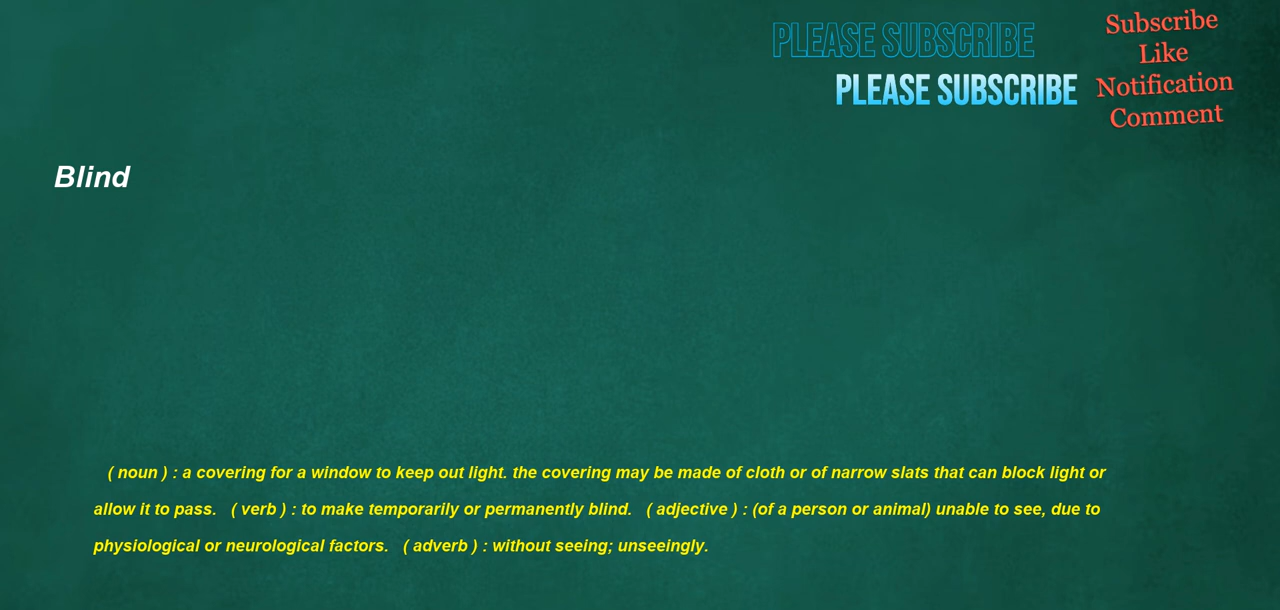 PLEASE SUBSCRIBE
PLEASE SUBSCRIBE
Subscribe
Like
Notification
Comment
Blind
( noun ) : a covering for a window to keep out light. the covering may be made of cloth or of narrow slats that can block light or
allow it to pass. ( verb ) : to make temporarily or permanently blind. ( adjective ) : (of a person or animal) unable to see, due to
physiological or neurological factors. ( adverb ) : without seeing; unseeingly.